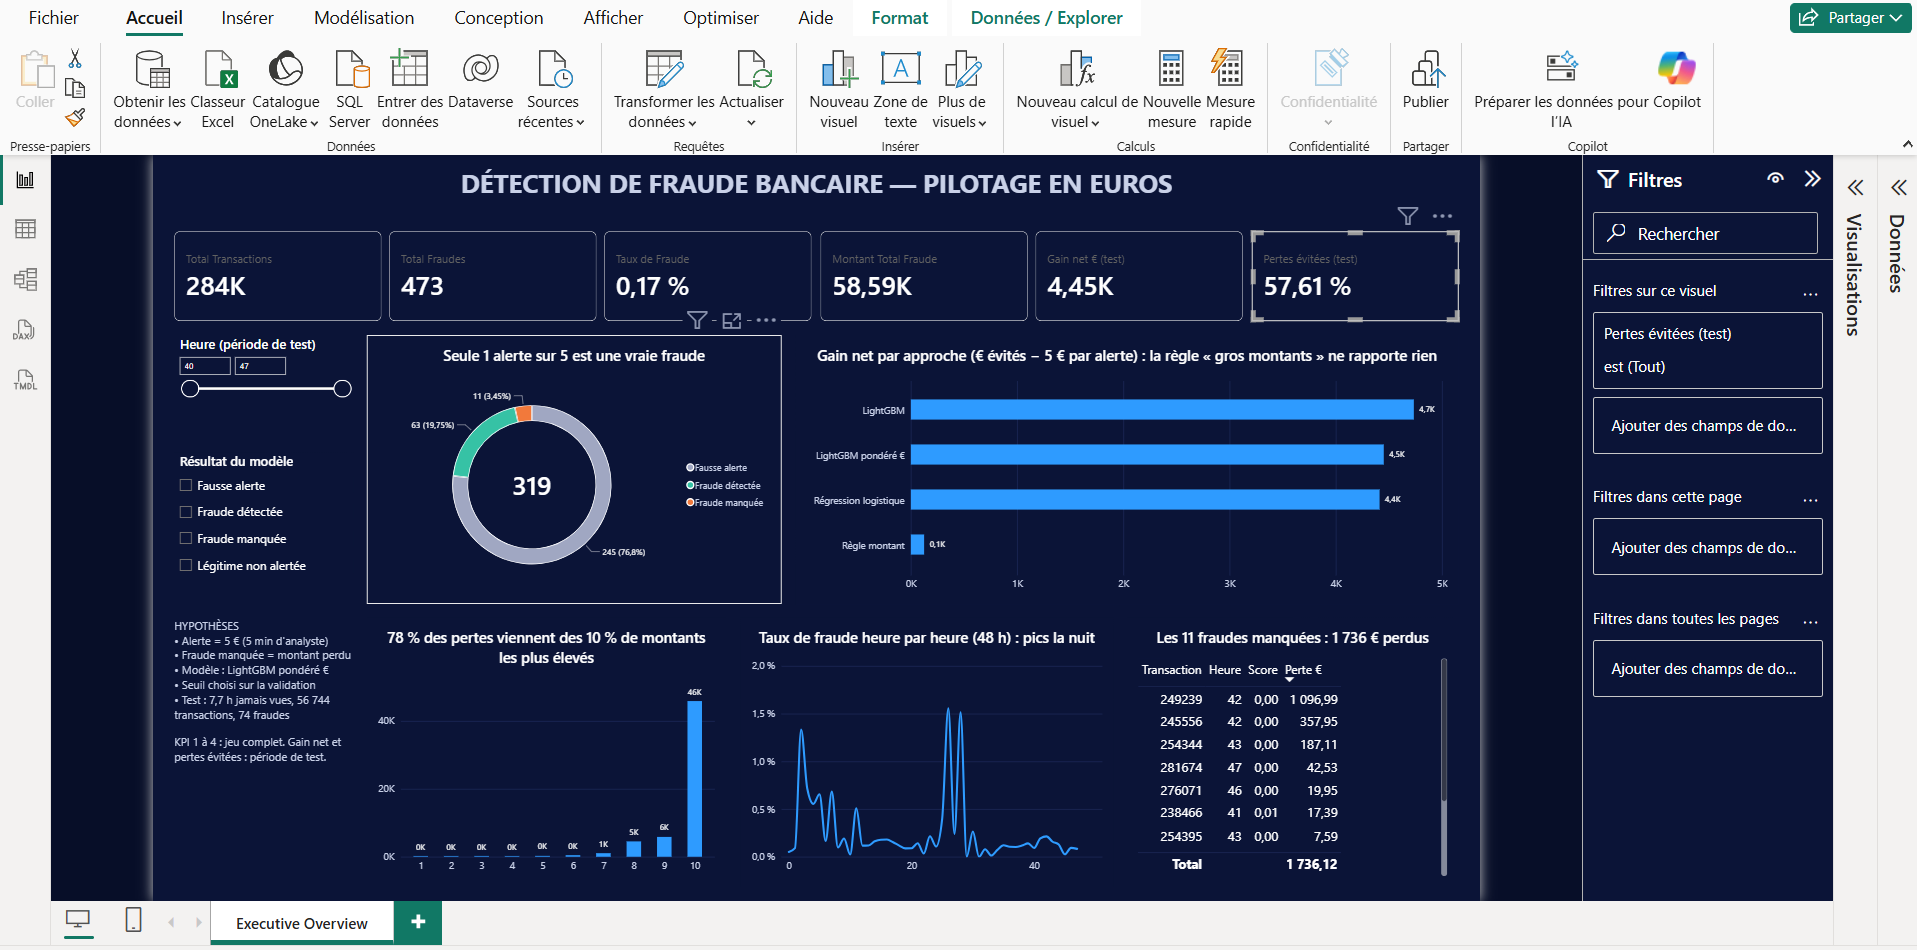 Fichier
Accueil
Insérer
Modélisation
Conception
Afficher
Optimiser
Aide
Format
Données / Explorer
Partager
Coller
Obtenir les données
Classeur Excel
Catalogue OneLake
SQL Server
Entrer des données
Dataverse
Sources récentes
Transformer les données
Actualiser
Nouveau visuel
Zone de texte
Plus de visuels
Nouveau calcul de visuel
Nouvelle mesure
Mesure rapide
Confidentialité
Publier
Préparer les données pour l'IA
Copilot
Presse-papiers
Données
Requêtes
Insérer
Calculs
Confidentialité
Partager
Copilot
DAX
TMDL
DÉTECTION DE FRAUDE BANCAIRE — PILOTAGE EN EUROS
Total Transactions
284K
Total Fraudes
473
Taux de Fraude
0,17 %
Montant Total Fraude
58,59K
Gain net € (test)
4,45K
Pertes évitées (test)
57,61 %
Heure (période de test)
40
47
Résultat du modèle
Fausse alerte
Fraude détectée
Fraude manquée
Légitime non alertée
HYPOTHÈSES
• Alerte = 5 € (5 min d'analyste)
• Fraude manquée = montant perdu
• Modèle : LightGBM pondéré €
• Seuil choisi sur la validation
• Test : 7,7 h jamais vues, 56 744
transactions, 74 fraudes
KPI 1 à 4 : jeu complet. Gain net et
pertes évitées : période de test.
Seule 1 alerte sur 5 est une vraie fraude
11 (3,45%)
63 (19,75%)
319
245 (76,8%)
Fausse alerte
Fraude détectée
Fraude manquée
Gain net par approche (€ évités – 5 € par alerte) : la règle « gros montants » ne rapporte rien
LightGBM
4,7K
LightGBM pondéré €
4,5K
Régression logistique
4,4K
Règle montant
0,1K
0K
1K
2K
3K
4K
5K
78 % des pertes viennent des 10 % de montants
les plus élevés
40K
20K
0K
0K
0K
0K
0K
0K
0K
1K
5K
6K
46K
1
2
3
4
5
6
7
8
9
10
Taux de fraude heure par heure (48 h) : pics la nuit
2,0 %
1,5 %
1,0 %
0,5 %
0,0 %
0
20
40
Les 11 fraudes manquées : 1 736 € perdus
Transaction Heure Score Perte €
249239 42 0,00 1 096,99
245556 42 0,00 357,95
254344 43 0,00 187,11
281674 47 0,00 42,53
276071 46 0,00 19,95
238466 41 0,01 17,39
254395 43 0,00 7,59
Total 1 736,12
Filtres
Rechercher
Filtres sur ce visuel
...
Pertes évitées (test)
est (Tout)
Ajouter des champs de do...
Filtres dans cette page
...
Ajouter des champs de do...
Filtres dans toutes les pages
...
Ajouter des champs de do...
Visualisations
Données
Executive Overview